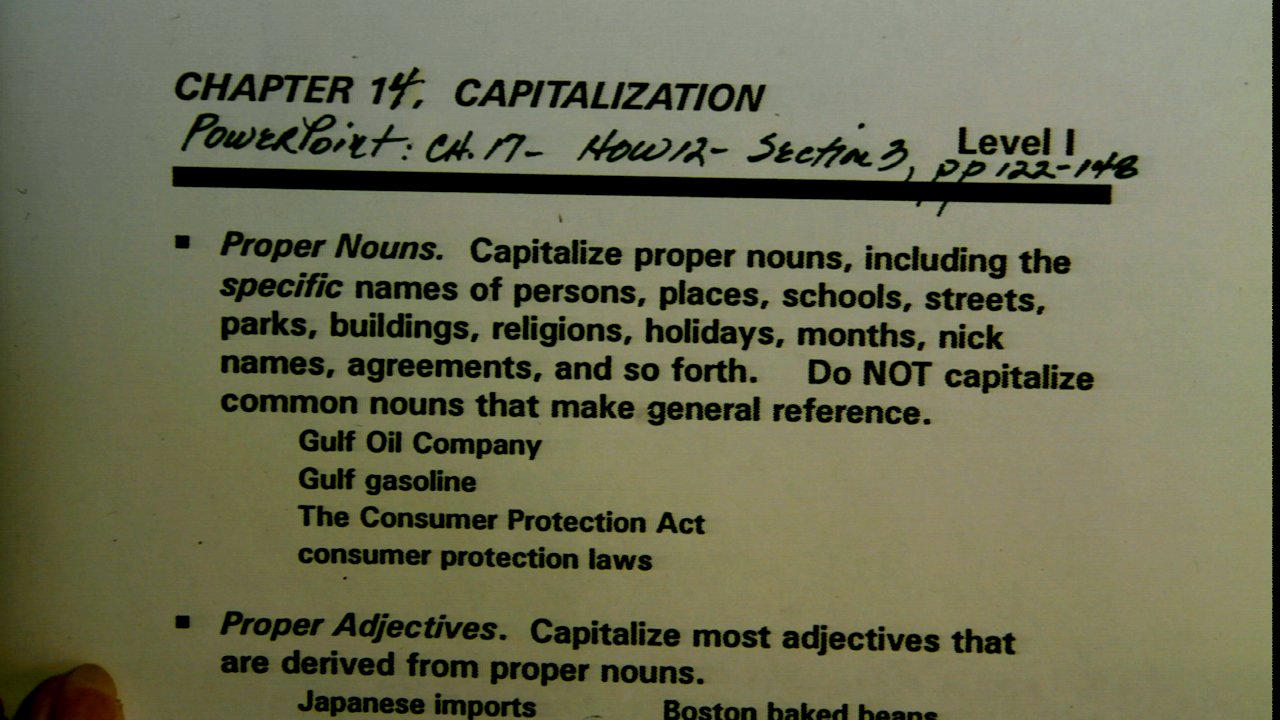 CHAPTER 14, CAPITALIZATION
PowerPoint: CH. 17- HOW12- Section 3, pp 122-148
Level I
▪ Proper Nouns. Capitalize proper nouns, including the
specific names of persons, places, schools, streets,
parks, buildings, religions, holidays, months, nick
names, agreements, and so forth. Do NOT capitalize
common nouns that make general reference.
Gulf Oil Company
Gulf gasoline
The Consumer Protection Act
consumer protection laws
▪ Proper Adjectives. Capitalize most adjectives that
are derived from proper nouns.
Japanese imports Boston baked beans